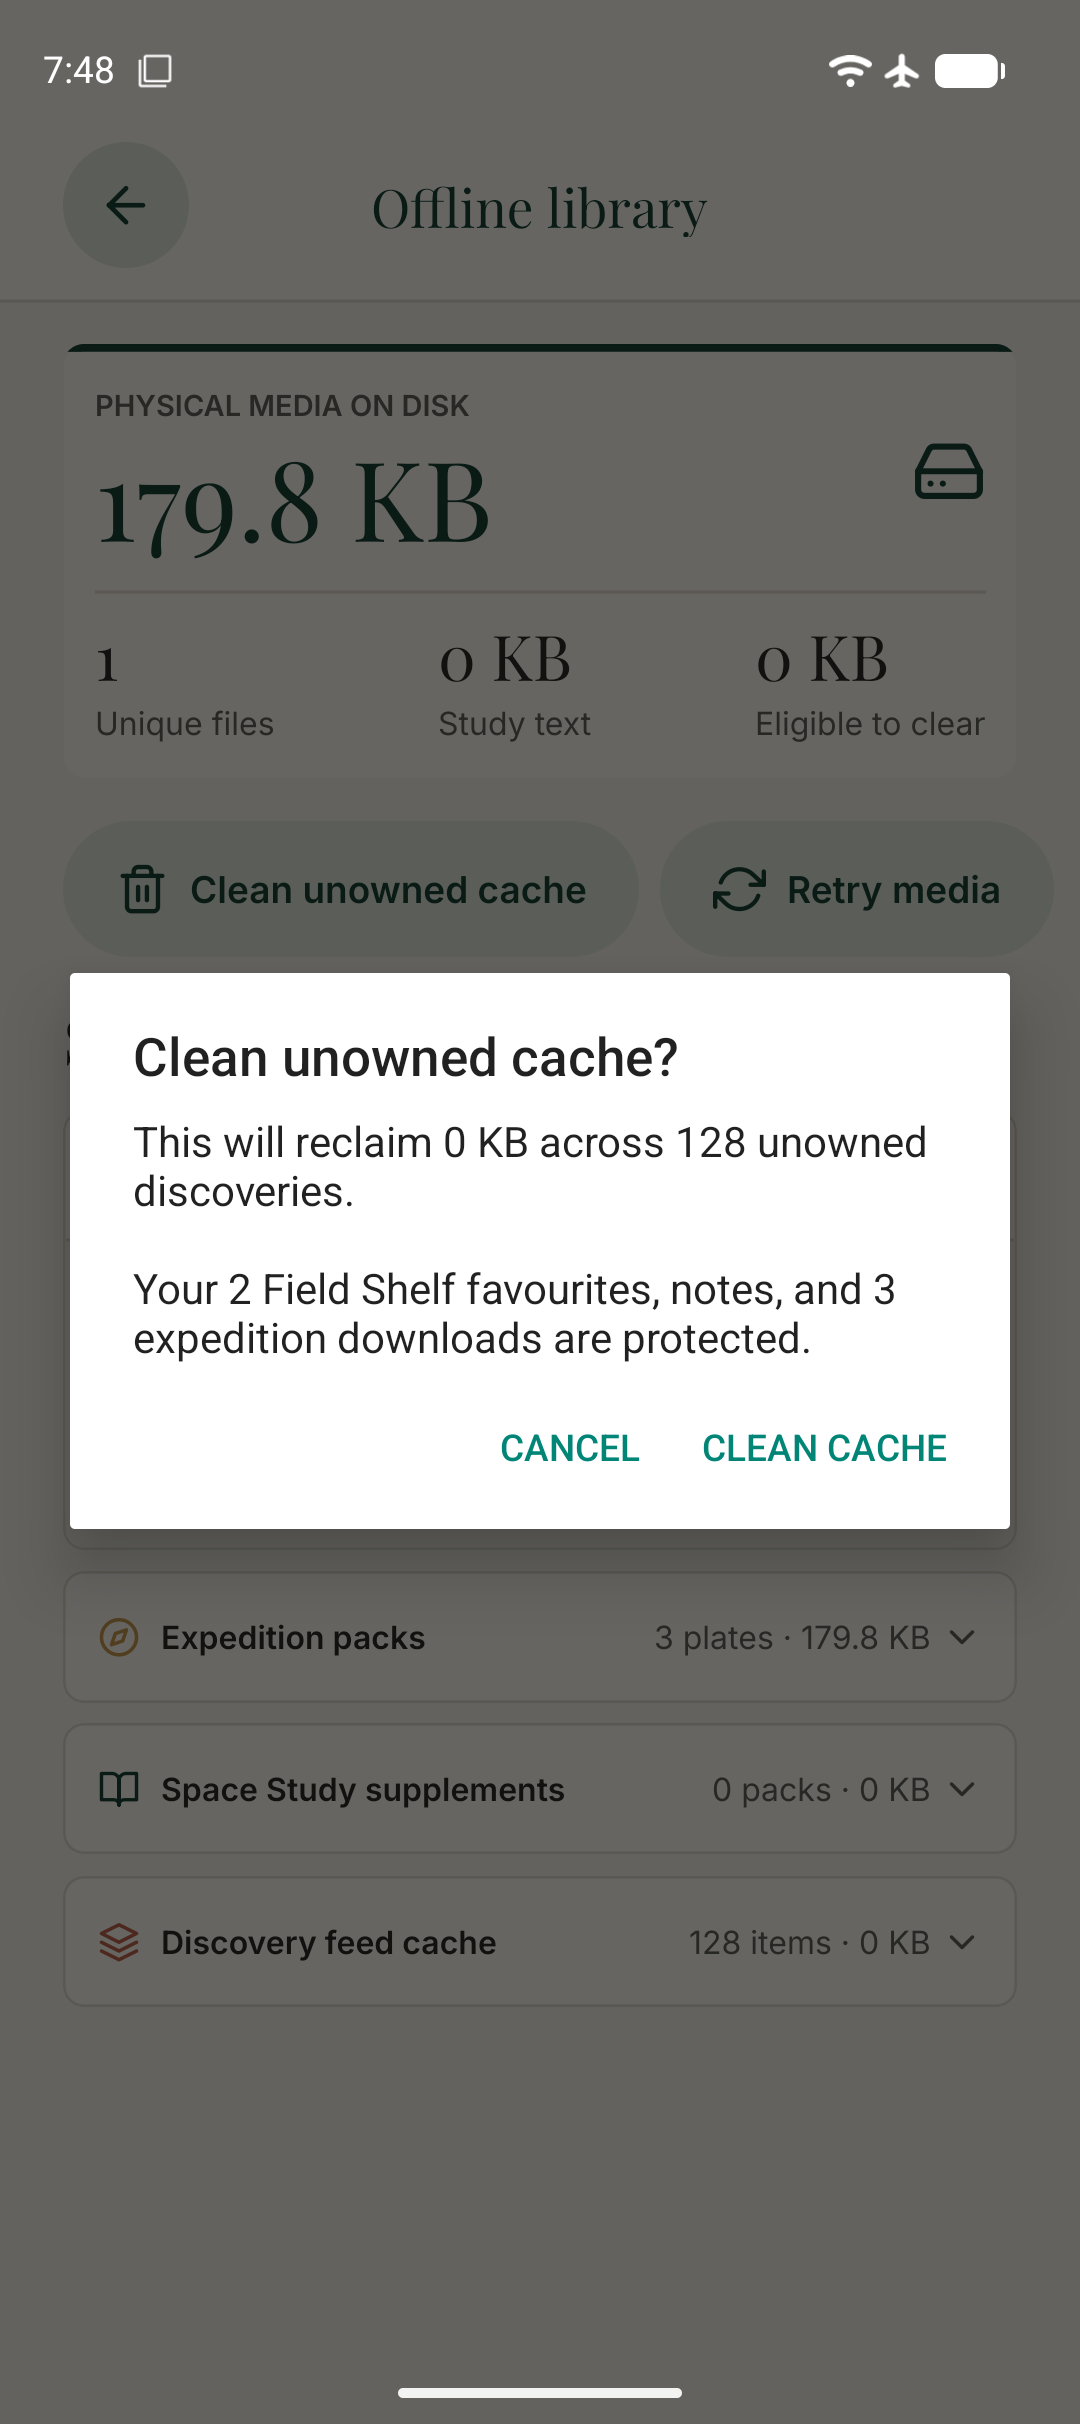 7:48
Offline library
PHYSICAL MEDIA ON DISK
179.8 KB
1
Unique files
0 KB
Study text
0 KB
Eligible to clear
Clean unowned cache
Retry media
Clean unowned cache?
This will reclaim 0 KB across 128 unowned
discoveries.
Your 2 Field Shelf favourites, notes, and 3
expedition downloads are protected.
CANCEL
CLEAN CACHE
Expedition packs
3 plates · 179.8 KB
Space Study supplements
0 packs · 0 KB
Discovery feed cache
128 items · 0 KB